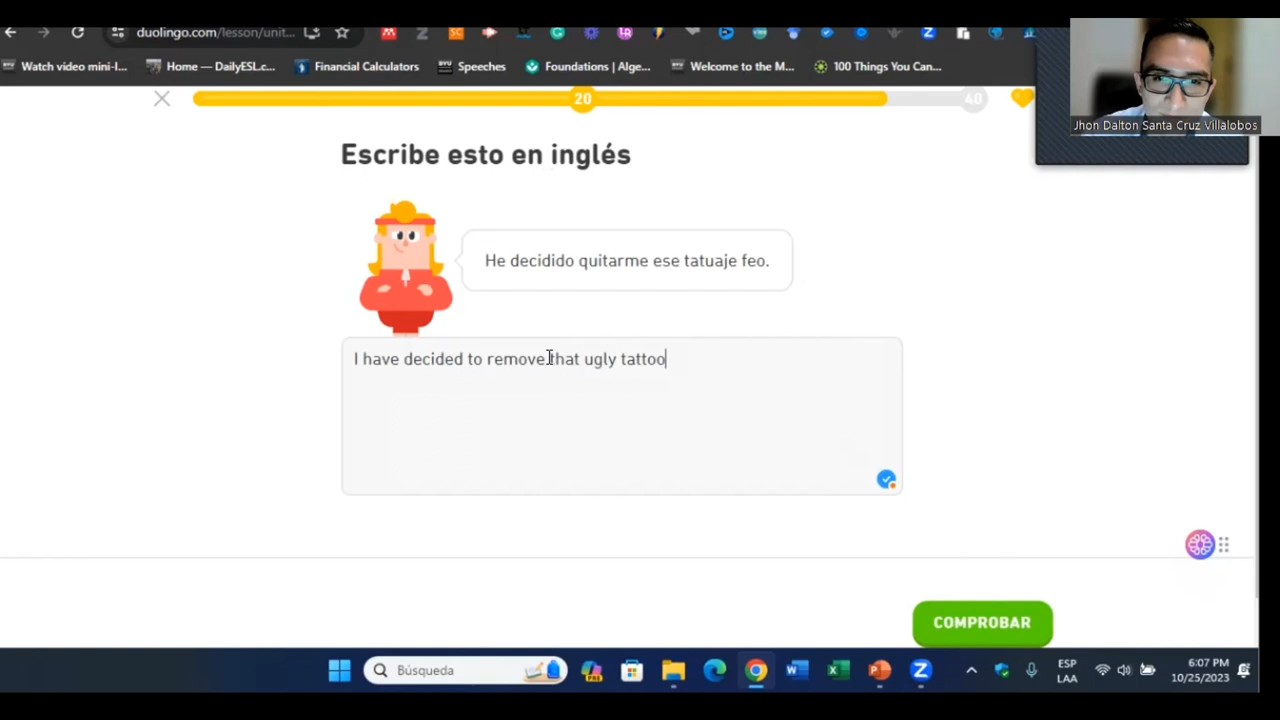 duolingo.com/lesson/unit...
Watch video mini-l... Home — DailyESL.c... Financial Calculators Speeches Foundations | Alge... Welcome to the M... 100 Things You Can...
Jhon Dalton Santa Cruz Villalobos
20 40
Escribe esto en inglés
He decidido quitarme ese tatuaje feo.
I have decided to remove that ugly tattoo
COMPROBAR
Búsqueda
ESP
LAA
6:07 PM
10/25/2023